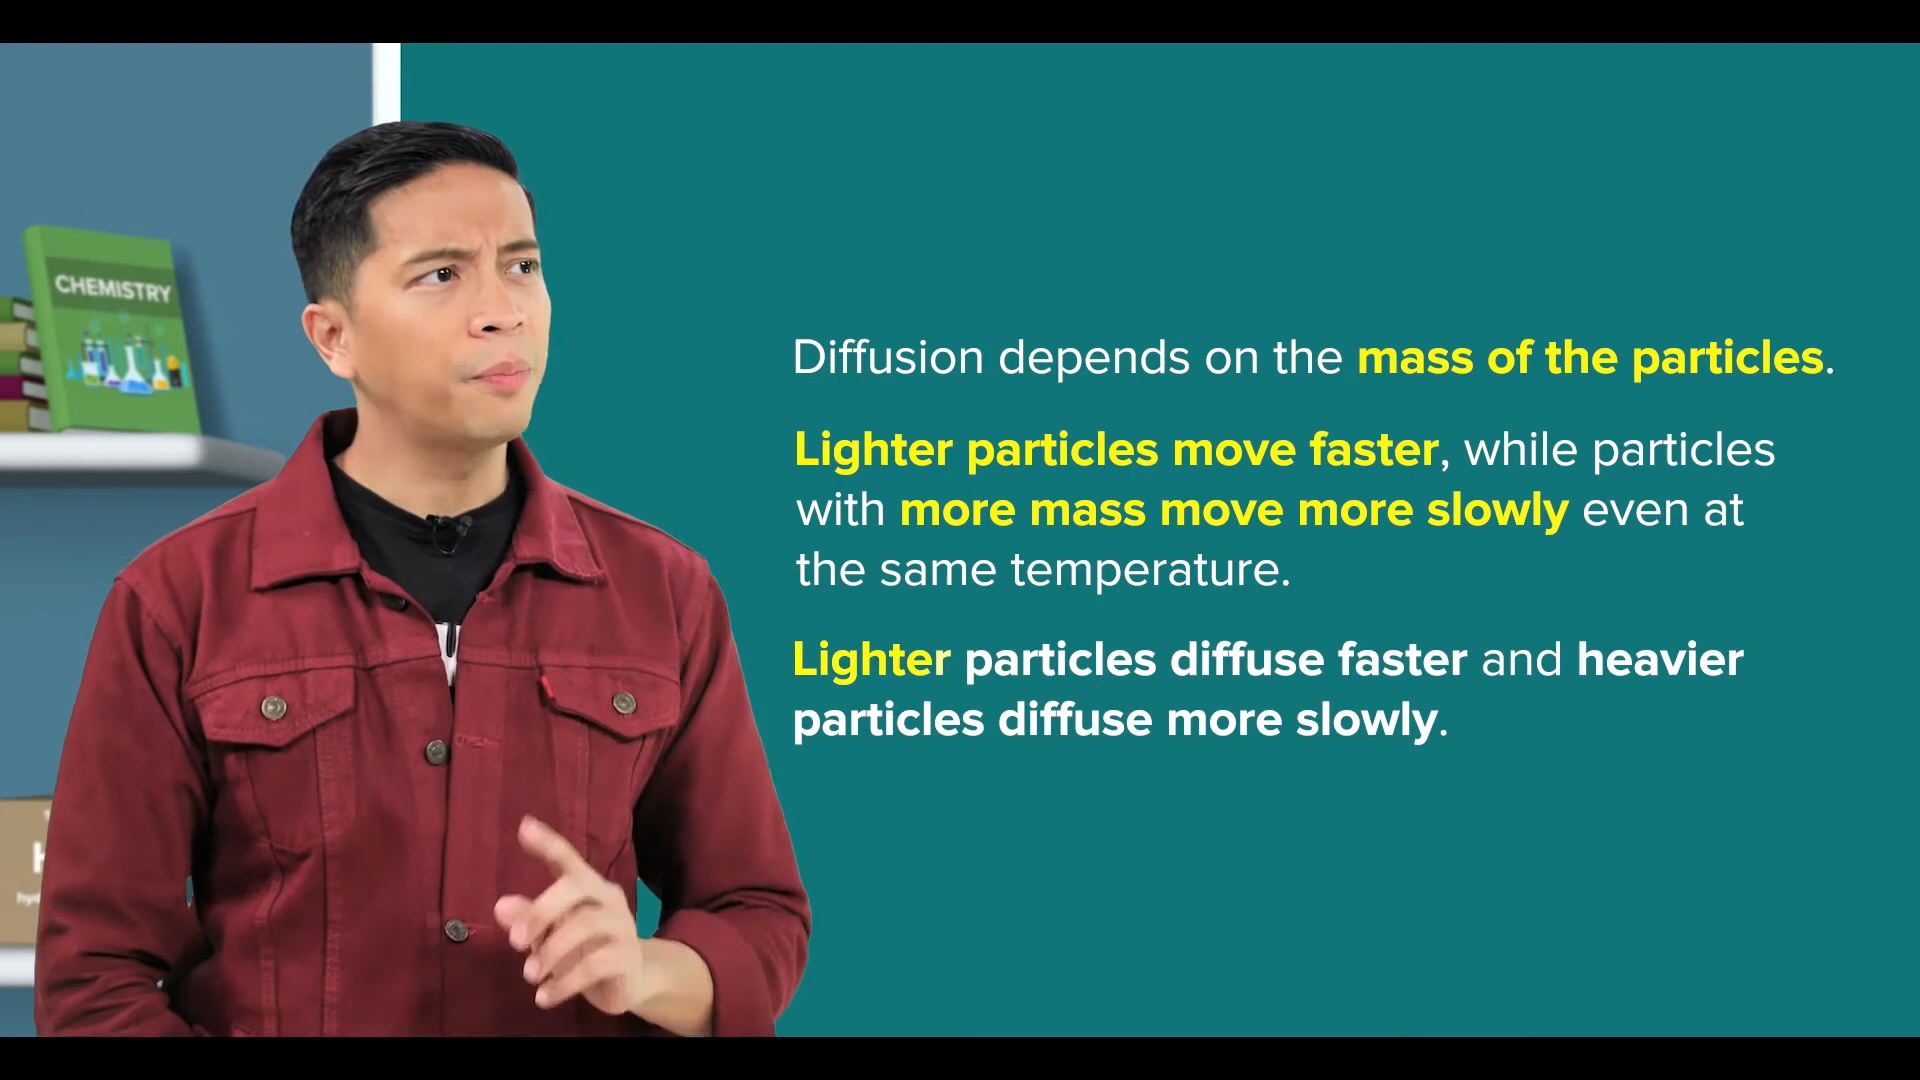 CHEMISTRY
Diffusion depends on the mass of the particles.
Lighter particles move faster, while particles
with more mass move more slowly even at
the same temperature.
Lighter particles diffuse faster and heavier
particles diffuse more slowly.